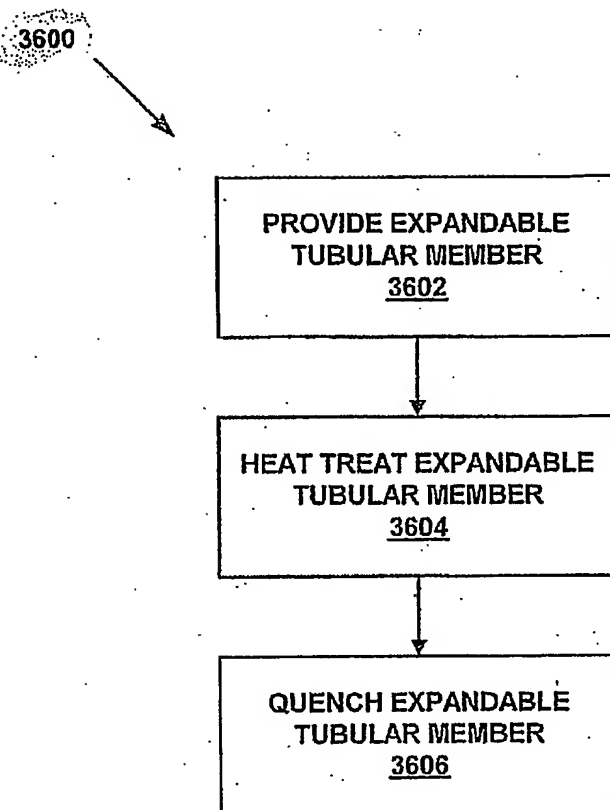 3600
PROVIDE EXPANDABLE
TUBULAR MEMBER
3602
HEAT TREAT EXPANDABLE
TUBULAR MEMBER
3604
QUENCH EXPANDABLE
TUBULAR MEMBER
3606